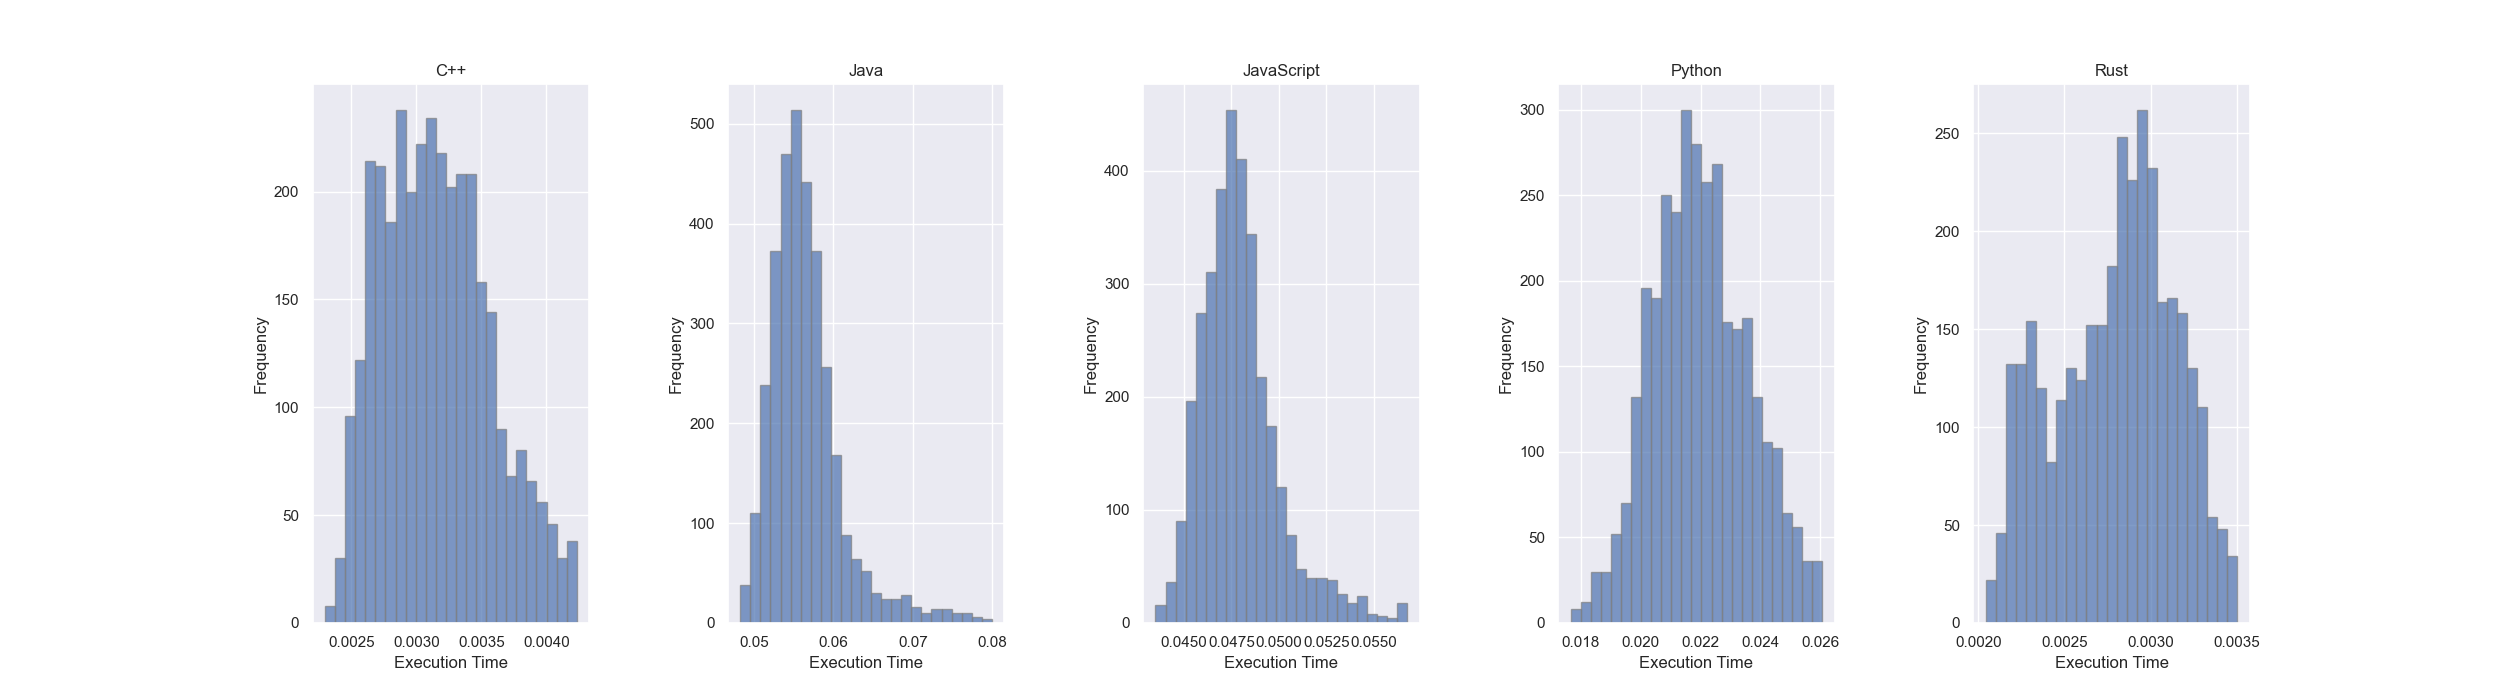 C++
Frequency
200
150
100
50
0
0.0025 0.0030 0.0035 0.0040
Execution Time
Java
Frequency
500
400
300
200
100
0
0.05 0.06 0.07 0.08
Execution Time
JavaScript
Frequency
400
300
200
100
0
0.0450 0.0475 0.0500 0.0525 0.0550
Execution Time
Python
Frequency
300
250
200
150
100
50
0
0.018 0.020 0.022 0.024 0.026
Execution Time
Rust
Frequency
250
200
150
100
50
0
0.0020 0.0025 0.0030 0.0035
Execution Time